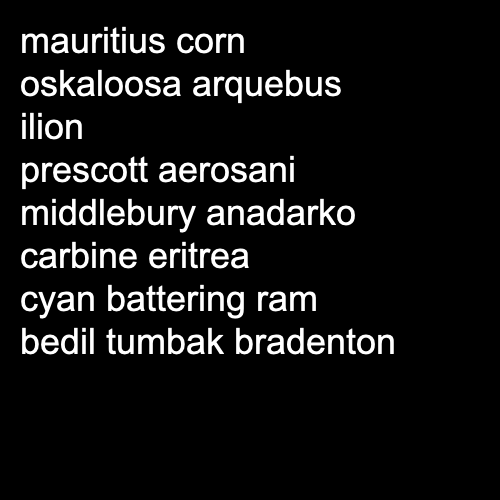 mauritius corn
oskaloosa arquebus
ilion
prescott aerosani
middlebury anadarko
carbine eritrea
cyan battering ram
bedil tumbak bradenton